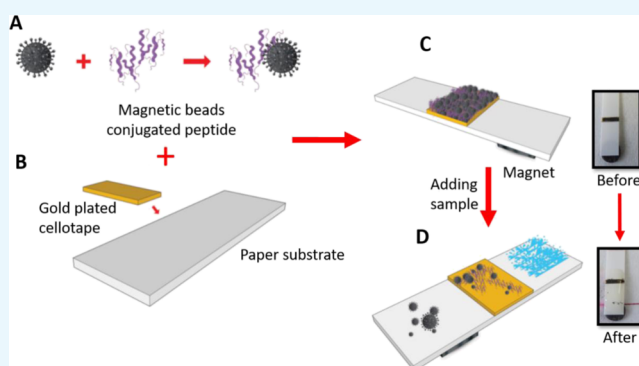 A
Magnetic beads
conjugated peptide
B
Gold plated
cellotape
Paper substrate
C
Magnet
Adding
sample
D
Before
After